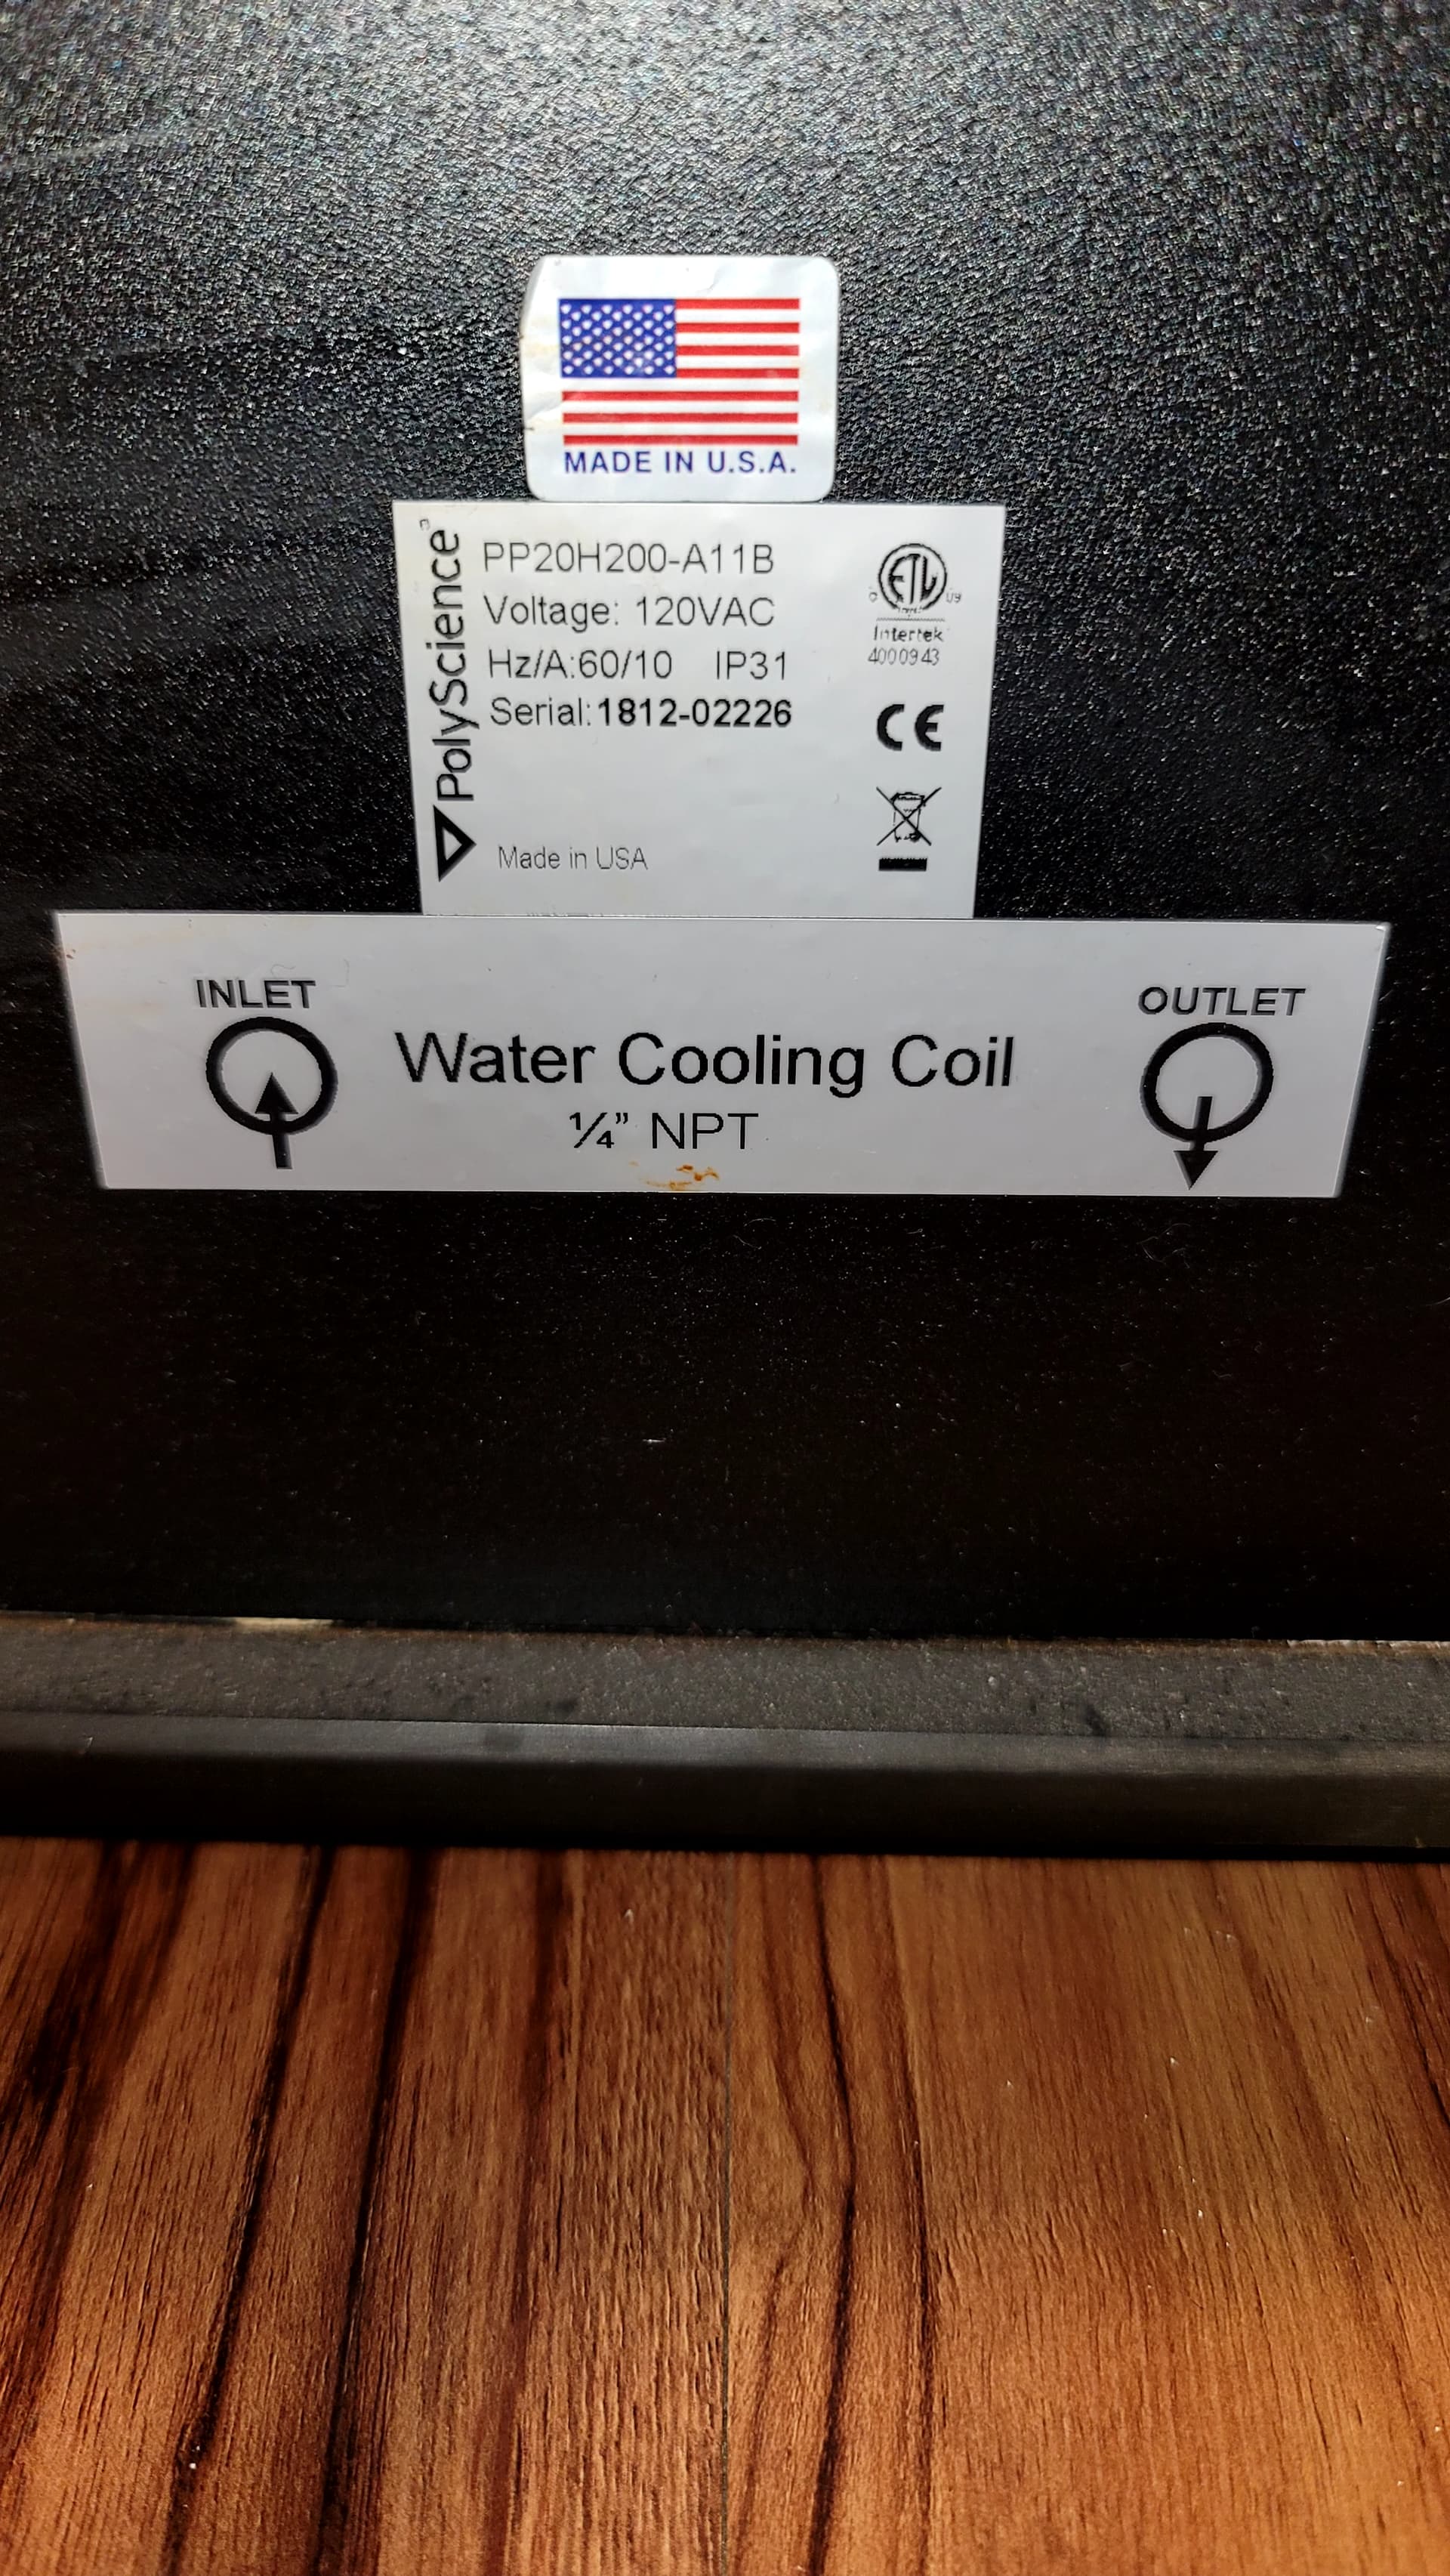 MADE IN U.S.A.
PolyScience
PP20H200-A11B
Voltage: 120VAC
Hz/A:60/10 IP31
Serial: 1812-02226
Made in USA
ETL
Intertek
4000943
CE
INLET
Water Cooling Coil
¼” NPT
OUTLET